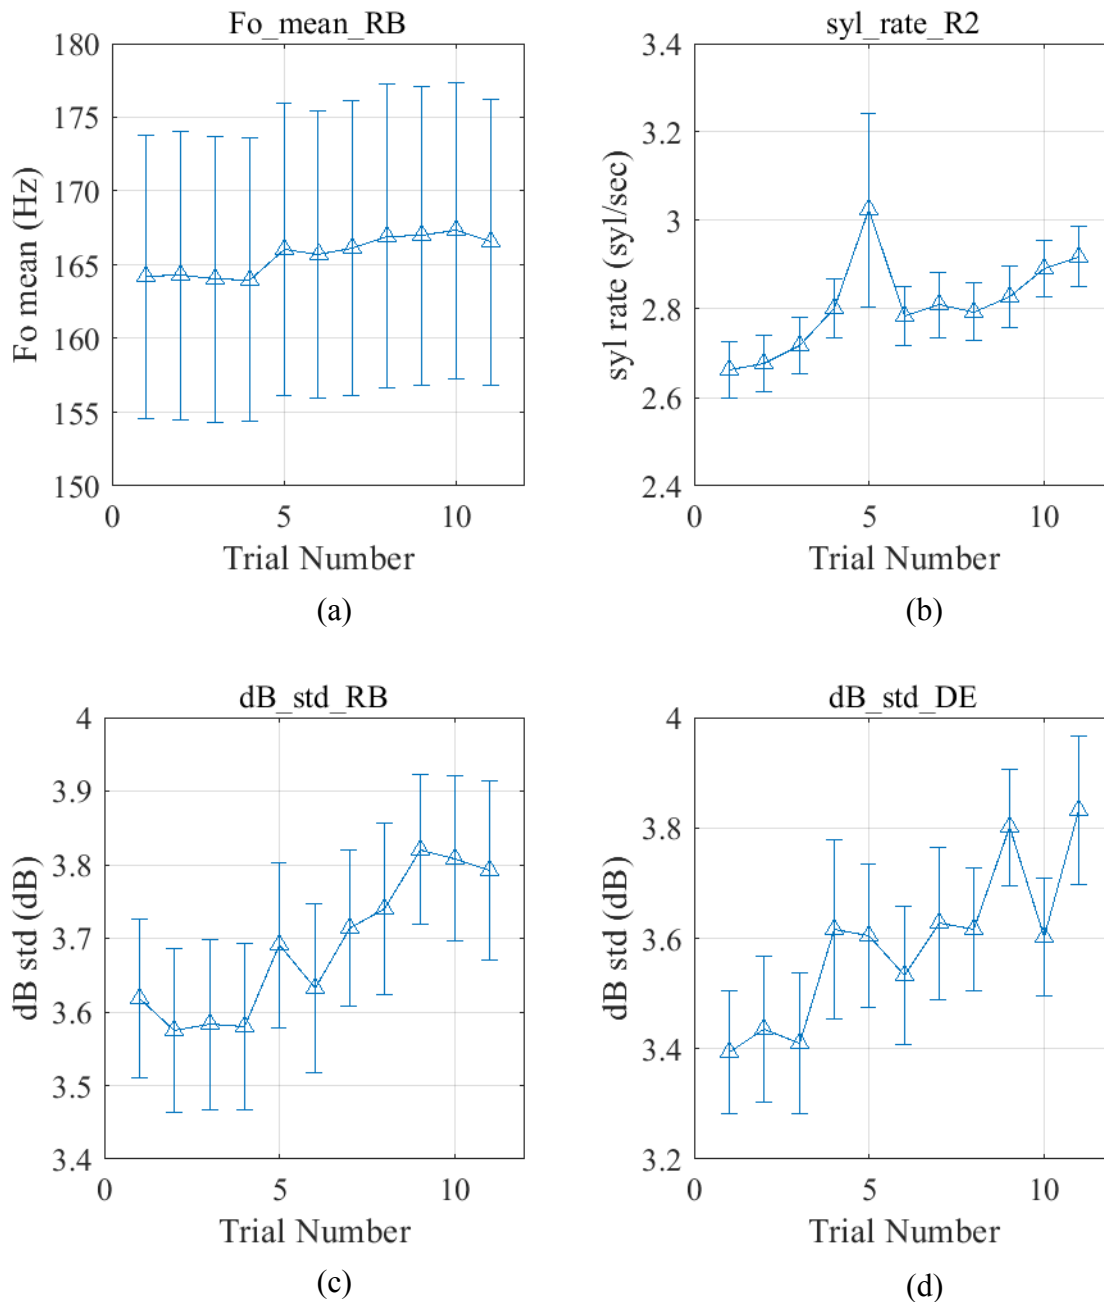 Fo_mean_RB
180
175
170
165
160
155
150
Fo mean (Hz)
0 5 10
Trial Number
(a)
syl_rate_R2
3.4
3.2
3
2.8
2.6
2.4
syl rate (syl/sec)
0 5 10
Trial Number
(b)
dB_std_RB
4
3.9
3.8
3.7
3.6
3.5
3.4
dB std (dB)
0 5 10
Trial Number
(c)
dB_std_DE
4
3.8
3.6
3.4
3.2
dB std (dB)
0 5 10
Trial Number
(d)